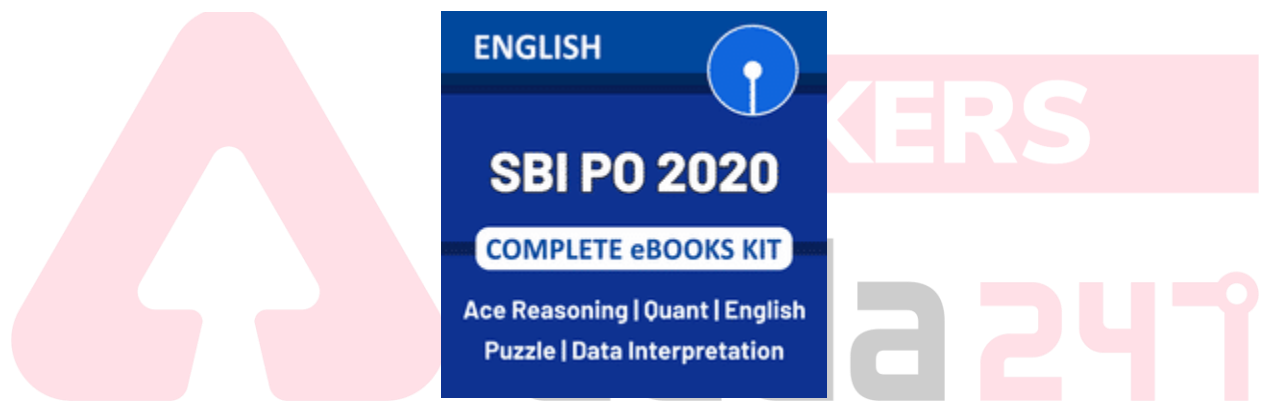 ENGLISH
SBI PO 2020
COMPLETE eBOOKS KIT
Ace Reasoning | Quant | English
Puzzle | Data Interpretation
KERS
a 247